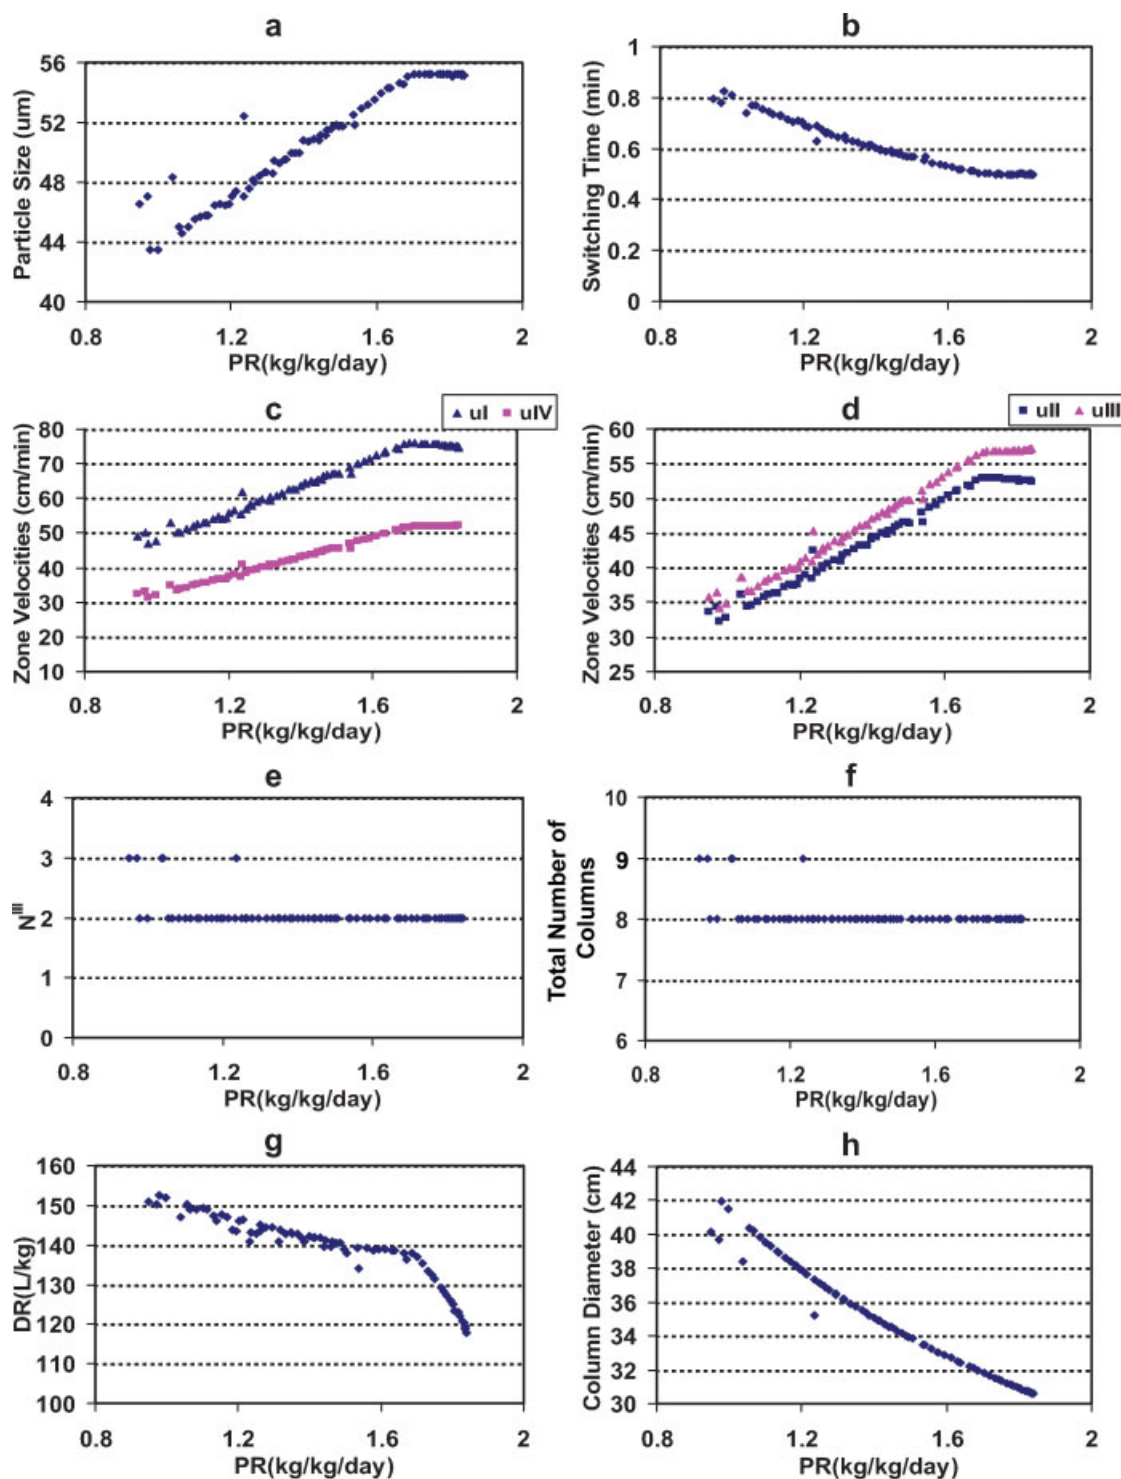 a
56
52
48
44
40
Particle Size (um)
0.8 1.2 1.6 2
PR(kg/kg/day)
b
1
0.8
0.6
0.4
0.2
0
Switching Time (min)
0.8 1.2 1.6 2
PR(kg/kg/day)
c
uI uIV
80
70
60
50
40
30
20
10
Zone Velocities (cm/min)
0.8 1.2 1.6 2
PR(kg/kg/day)
d
uII uIII
60
55
50
45
40
35
30
25
Zone Velocities (cm/min)
0.8 1.2 1.6 2
PR(kg/kg/day)
e
4
3
2
1
0
N^III
0.8 1.2 1.6 2
PR(kg/kg/day)
f
10
9
8
7
6
Total Number of
Columns
0.8 1.2 1.6 2
PR(kg/kg/day)
g
160
150
140
130
120
110
100
DR(L/kg)
0.8 1.2 1.6 2
PR(kg/kg/day)
h
44
42
40
38
36
34
32
30
Column Diameter (cm)
0.8 1.2 1.6 2
PR(kg/kg/day)